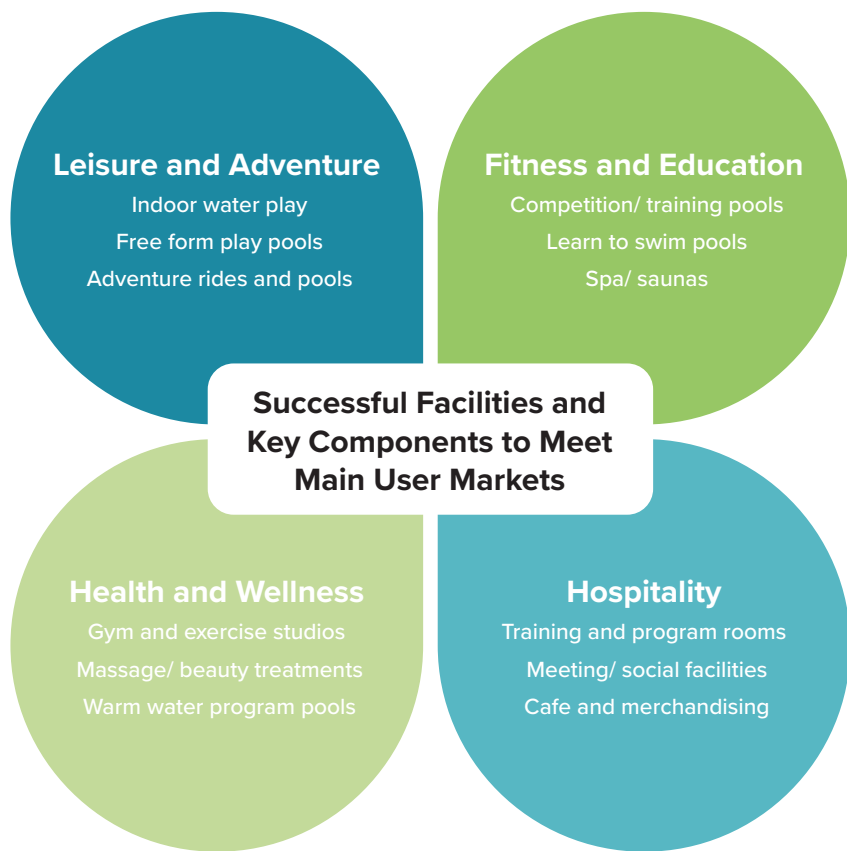 Leisure and Adventure
Indoor water play
Free form play pools
Adventure rides and pools
Fitness and Education
Competition/ training pools
Learn to swim pools
Spa/ saunas
Successful Facilities and
Key Components to Meet
Main User Markets
Health and Wellness
Gym and exercise studios
Massage/ beauty treatments
Warm water program pools
Hospitality
Training and program rooms
Meeting/ social facilities
Cafe and merchandising